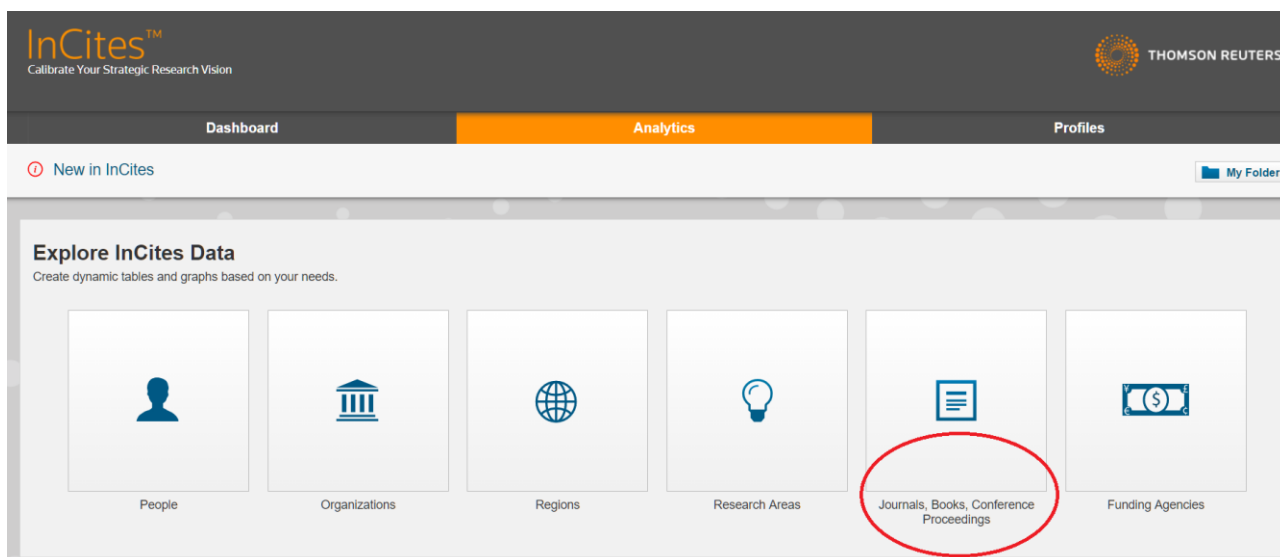 InCites™
Calibrate Your Strategic Research Vision
THOMSON REUTERS
Dashboard
Analytics
Profiles
New in InCites
My Folder
Explore InCites Data
Create dynamic tables and graphs based on your needs.
People
Organizations
Regions
Research Areas
Journals, Books, Conference
Proceedings
Funding Agencies